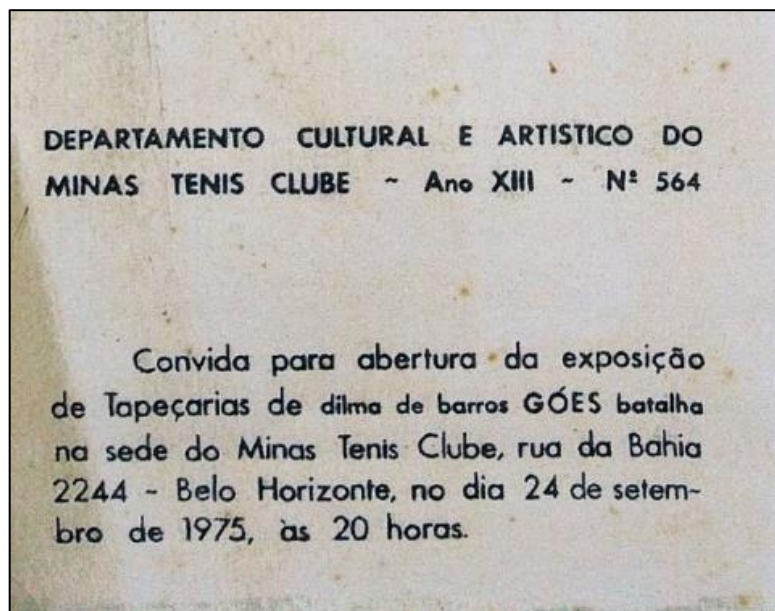 DEPARTAMENTO CULTURAL E ARTISTICO DO
MINAS TENIS CLUBE - Ano XIII - Nº 564
Convida para abertura da exposição
de Tapeçarias de dilma de barros GÓES batalha
na sede do Minas Tenis Clube, rua da Bahia
2244 - Belo Horizonte, no dia 24 de setem-
bro de 1975, às 20 horas.